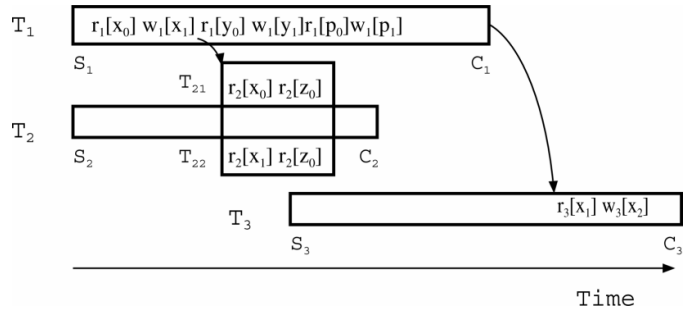 T₁ r₁[x₀] w₁[x₁] r₁[y₀] w₁[y₁]r₁[p₀]w₁[p₁]
S₁ C₁
T₂₁ r₂[x₀] r₂[z₀]
T₂
S₂ T₂₂ r₂[x₁] r₂[z₀] C₂
T₃ r₃[x₁] w₃[x₂]
S₃ C₃
Time